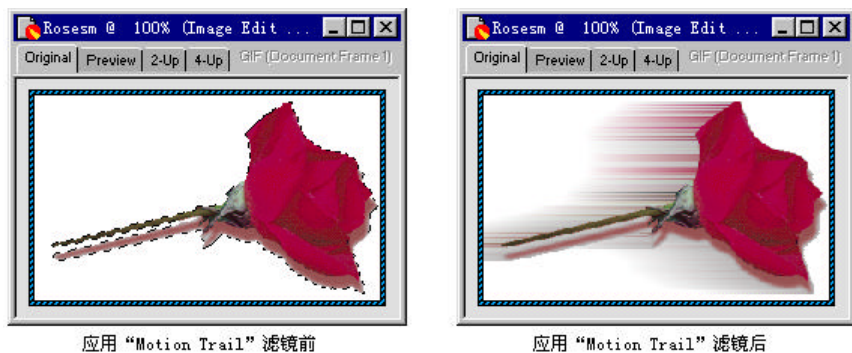 Rosesm @ 100% (Image Edit ...
Original Preview 2-Up 4-Up GIF (Document Frame 1)
应用“Motion Trail”滤镜前
Rosesm @ 100% (Image Edit ...
Original Preview 2-Up 4-Up GIF (Document Frame 1)
应用“Motion Trail”滤镜后